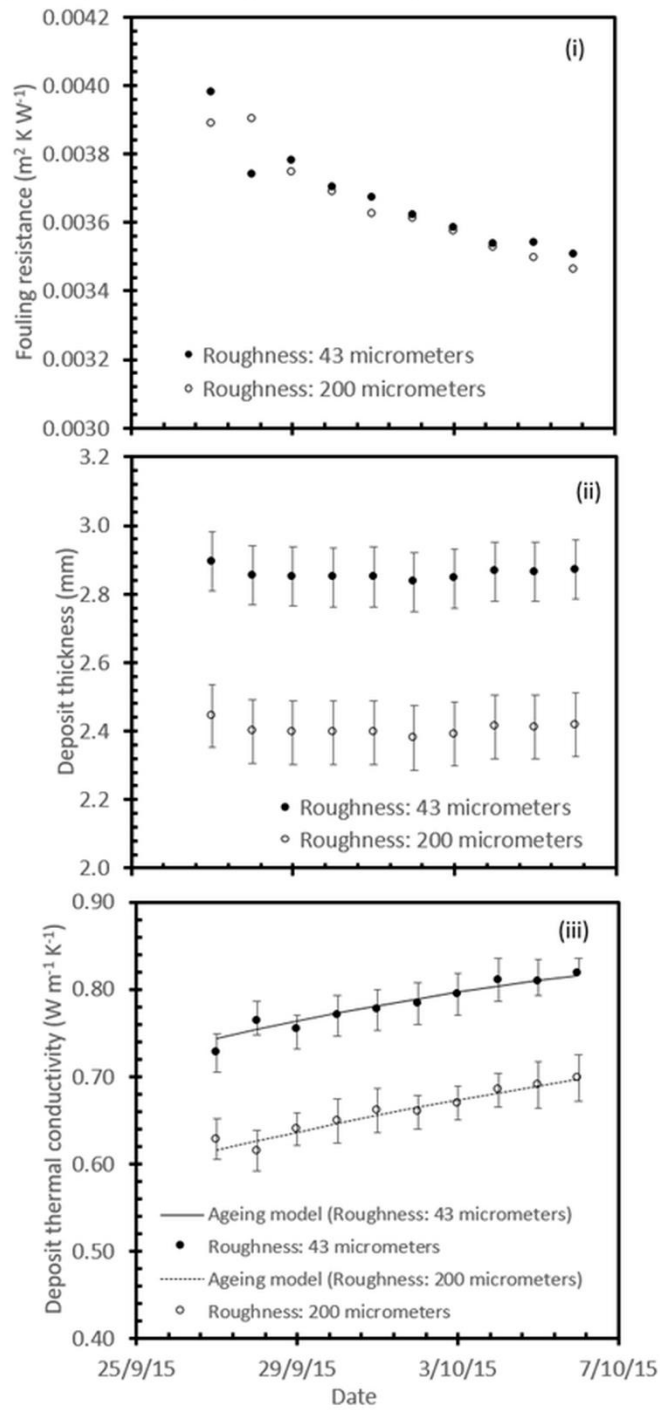 0.0042
(i)
0.0040
0.0038
0.0036
0.0034
0.0032
0.0030
Fouling resistance (m² K W⁻¹)
Roughness: 43 micrometers
Roughness: 200 micrometers
3.2
(ii)
3.0
2.8
2.6
2.4
2.2
2.0
Deposit thickness (mm)
Roughness: 43 micrometers
Roughness: 200 micrometers
0.90
(iii)
0.80
0.70
0.60
0.50
0.40
Deposit thermal conductivity (W m⁻¹ K⁻¹)
Ageing model (Roughness: 43 micrometers)
Roughness: 43 micrometers
Ageing model (Roughness: 200 micrometers)
Roughness: 200 micrometers
25/9/15 29/9/15 3/10/15 7/10/15
Date